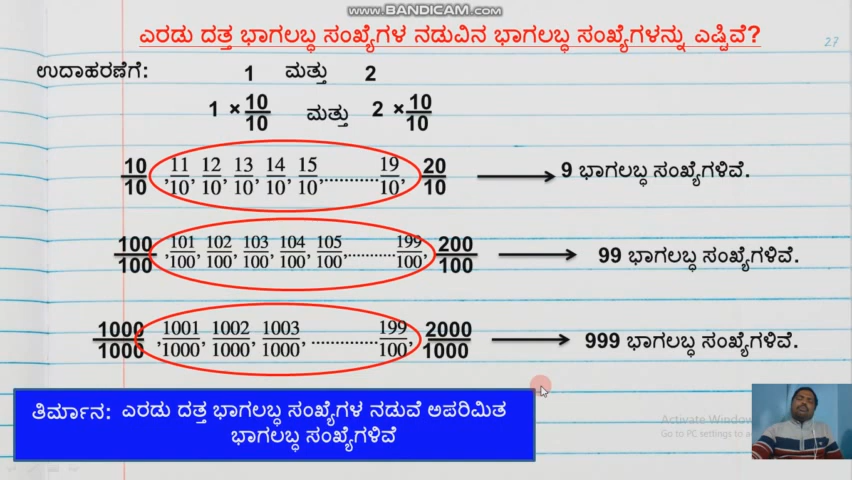 www.BANDICAM.com
ಎರಡು ದತ್ತ ಭಾಗಲಬ್ಧ ಸಂಖ್ಯೆಗಳ ನಡುವಿನ ಭಾಗಲಬ್ಧ ಸಂಖ್ಯೆಗಳನ್ನು ಎಷ್ಟಿವೆ?
27
ಉದಾಹರಣೆಗೆ: 1 ಮತ್ತು 2
1 × 10/10 ಮತ್ತು 2 × 10/10
10/10 ,11/10, 12/10, 13/10, 14/10, 15/10,...........19/10, 20/10 9 ಭಾಗಲಬ್ಧ ಸಂಖ್ಯೆಗಳಿವೆ.
100/100 ,101/100, 102/100, 103/100, 104/100, 105/100,...........199/100, 200/100 99 ಭಾಗಲಬ್ಧ ಸಂಖ್ಯೆಗಳಿವೆ.
1000/1000 ,1001/1000, 1002/1000, 1003/1000, ..............199/100, 2000/1000 999 ಭಾಗಲಬ್ಧ ಸಂಖ್ಯೆಗಳಿವೆ.
ತಿರ್ಮಾನ: ಎರಡು ದತ್ತ ಭಾಗಲಬ್ಧ ಸಂಖ್ಯೆಗಳ ನಡುವೆ ಅಪರಿಮಿತ
ಭಾಗಲಬ್ಧ ಸಂಖ್ಯೆಗಳಿವೆ
Activate Window
Go to PC settings to a